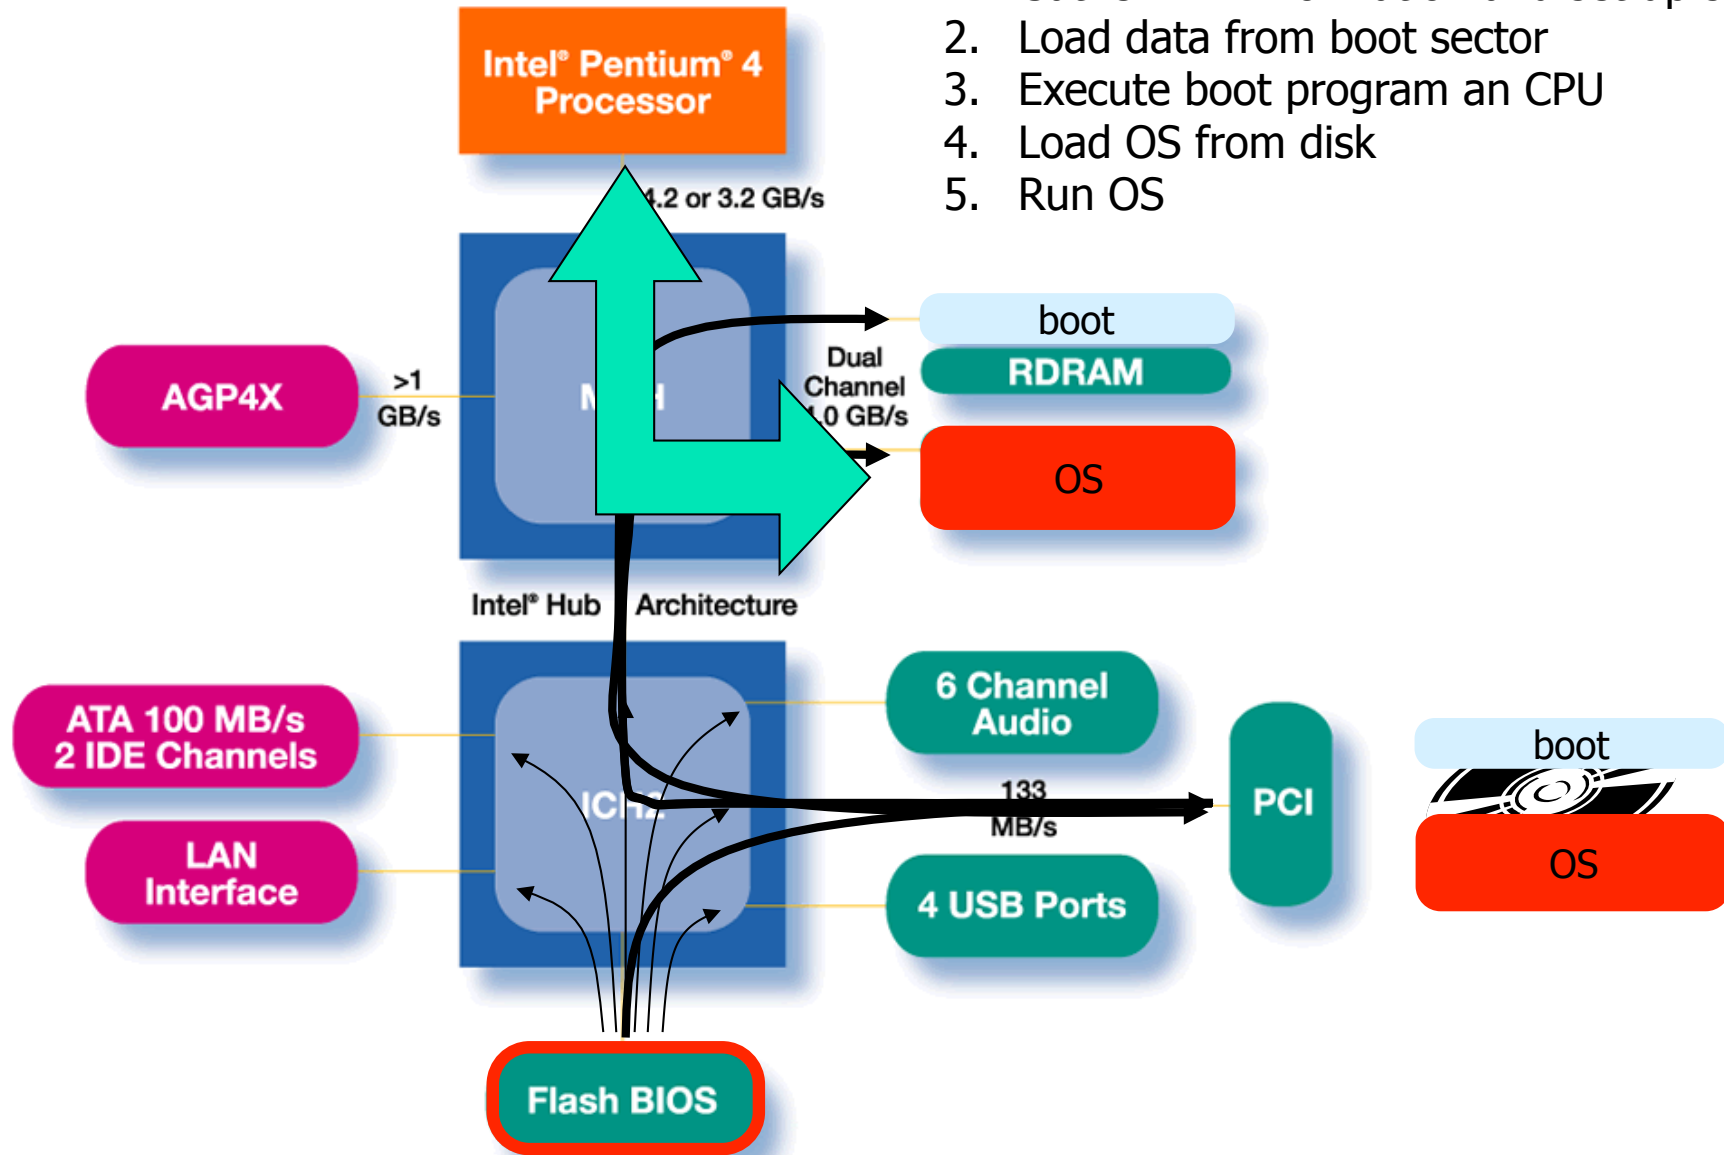 Intel® Pentium® 4
Processor
2. Load data from boot sector
3. Execute boot program an CPU
4. Load OS from disk
5. Run OS
4.2 or 3.2 GB/s
boot
RDRAM
Dual
Channel
.0 GB/s
OS
AGP4X
>1
GB/s
Intel® Hub Architecture
ATA 100 MB/s
2 IDE Channels
LAN
Interface
ICH2
6 Channel
Audio
133
MB/s
4 USB Ports
PCI
boot
OS
Flash BIOS